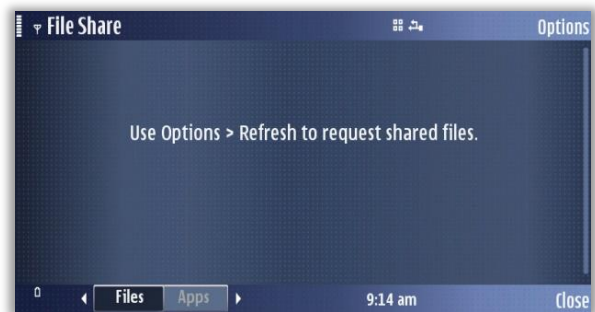 File Share
Options
Use Options > Refresh to request shared files.
Files Apps
9:14 am
Close